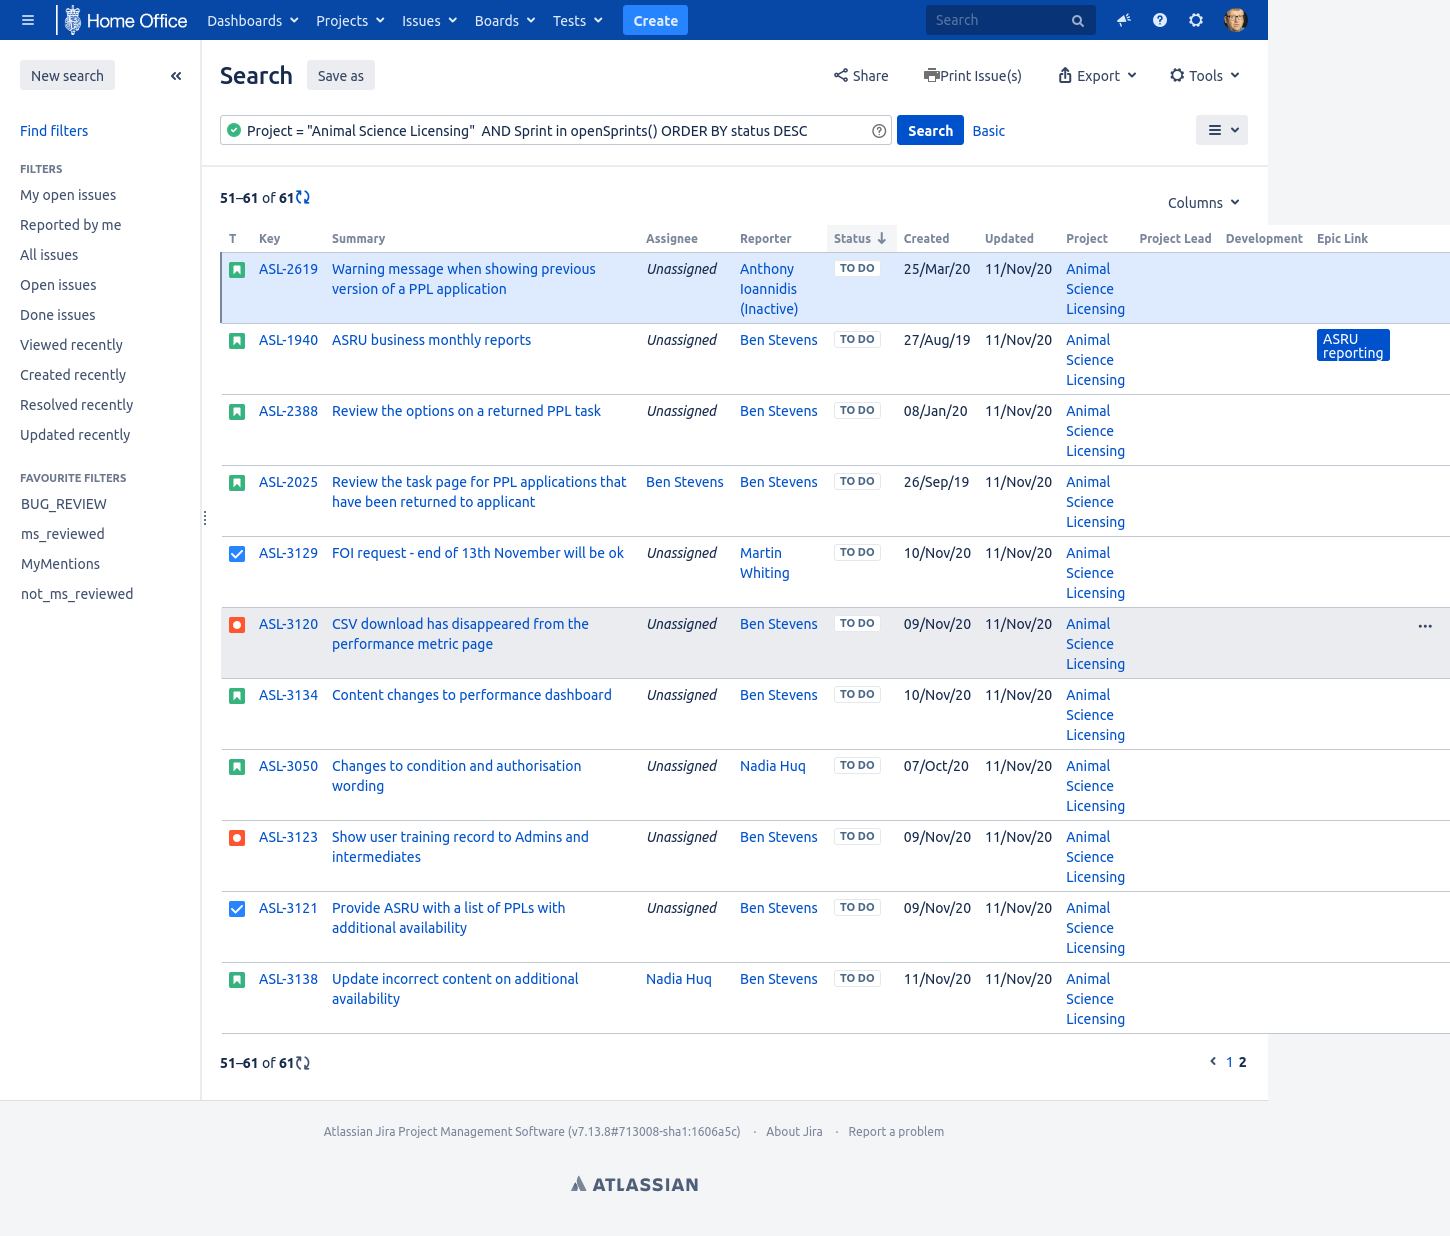 Home Office Dashboards Projects Issues Boards Tests Create Search
New search
Search Save as Share Print Issue(s) Export Tools
Find filters
Project = "Animal Science Licensing"  AND Sprint in openSprints() ORDER BY status DESC Search Basic
FILTERS
My open issues
Reported by me
All issues
Open issues
Done issues
Viewed recently
Created recently
Resolved recently
Updated recently
FAVOURITE FILTERS
BUG_REVIEW
ms_reviewed
MyMentions
not_ms_reviewed
51–61 of 61
Columns
T Key Summary Assignee Reporter Status Created Updated Project Project Lead Development Epic Link
ASL-2619 Warning message when showing previous Unassigned Anthony TO DO 25/Mar/20 11/Nov/20 Animal
version of a PPL application Ioannidis Science
(Inactive) Licensing
ASL-1940 ASRU business monthly reports Unassigned Ben Stevens TO DO 27/Aug/19 11/Nov/20 Animal ASRU
Science reporting
Licensing
ASL-2388 Review the options on a returned PPL task Unassigned Ben Stevens TO DO 08/Jan/20 11/Nov/20 Animal
Science
Licensing
ASL-2025 Review the task page for PPL applications that Ben Stevens Ben Stevens TO DO 26/Sep/19 11/Nov/20 Animal
have been returned to applicant Science
Licensing
ASL-3129 FOI request - end of 13th November will be ok Unassigned Martin TO DO 10/Nov/20 11/Nov/20 Animal
Whiting Science
Licensing
ASL-3120 CSV download has disappeared from the Unassigned Ben Stevens TO DO 09/Nov/20 11/Nov/20 Animal
performance metric page Science
Licensing
ASL-3134 Content changes to performance dashboard Unassigned Ben Stevens TO DO 10/Nov/20 11/Nov/20 Animal
Science
Licensing
ASL-3050 Changes to condition and authorisation Unassigned Nadia Huq TO DO 07/Oct/20 11/Nov/20 Animal
wording Science
Licensing
ASL-3123 Show user training record to Admins and Unassigned Ben Stevens TO DO 09/Nov/20 11/Nov/20 Animal
intermediates Science
Licensing
ASL-3121 Provide ASRU with a list of PPLs with Unassigned Ben Stevens TO DO 09/Nov/20 11/Nov/20 Animal
additional availability Science
Licensing
ASL-3138 Update incorrect content on additional Nadia Huq Ben Stevens TO DO 11/Nov/20 11/Nov/20 Animal
availability Science
Licensing
51–61 of 61 1 2
Atlassian Jira Project Management Software (v7.13.8#713008-sha1:1606a5c) · About Jira · Report a problem
ATLASSIAN